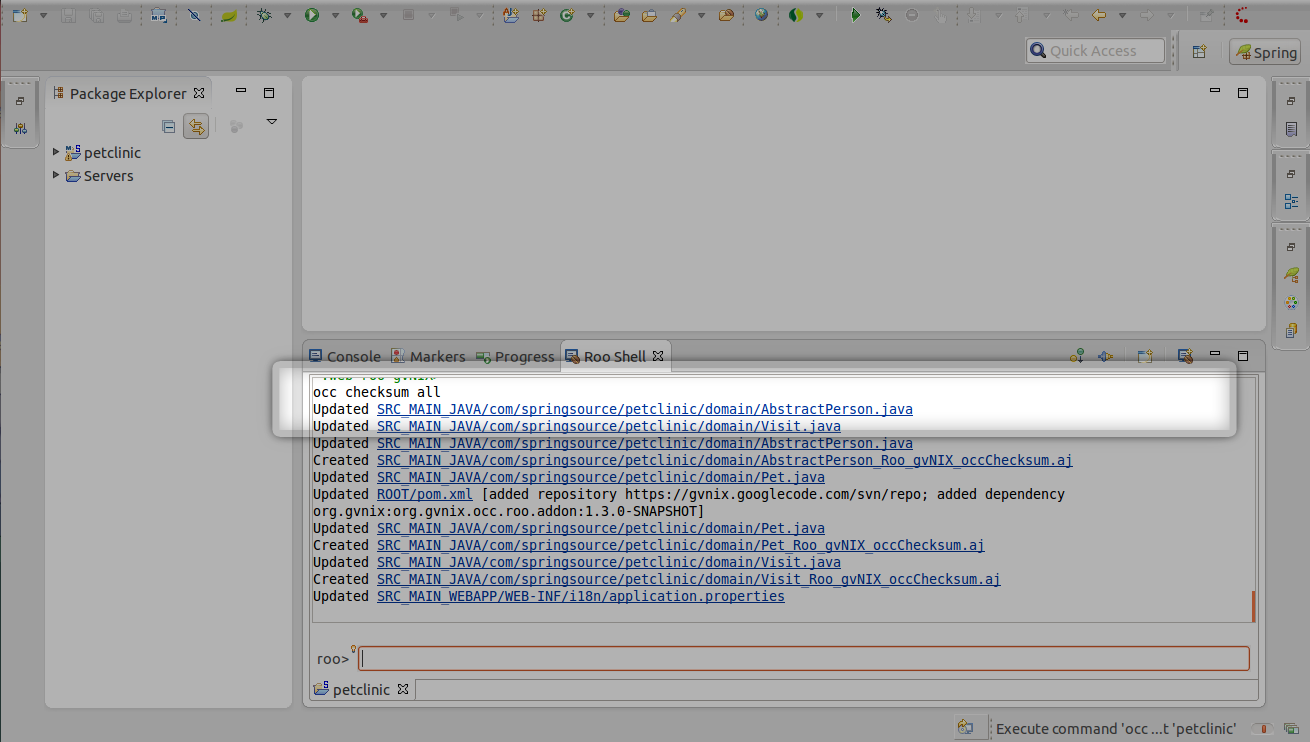 Quick Access
Spring
Package Explorer
petclinic
Servers
Console
Markers
Progress
Roo Shell
occ checksum all
Updated SRC_MAIN_JAVA/com/springsource/petclinic/domain/AbstractPerson.java
Updated SRC_MAIN_JAVA/com/springsource/petclinic/domain/Visit.java
Updated SRC_MAIN_JAVA/com/springsource/petclinic/domain/AbstractPerson.java
Created SRC_MAIN_JAVA/com/springsource/petclinic/domain/AbstractPerson_Roo_gvNIX_occChecksum.aj
Updated SRC_MAIN_JAVA/com/springsource/petclinic/domain/Pet.java
Updated ROOT/pom.xml [added repository https://gvnix.googlecode.com/svn/repo; added dependency
org.gvnix:org.gvnix.occ.roo.addon:1.3.0-SNAPSHOT]
Updated SRC_MAIN_JAVA/com/springsource/petclinic/domain/Pet.java
Created SRC_MAIN_JAVA/com/springsource/petclinic/domain/Pet_Roo_gvNIX_occChecksum.aj
Updated SRC_MAIN_JAVA/com/springsource/petclinic/domain/Visit.java
Created SRC_MAIN_JAVA/com/springsource/petclinic/domain/Visit_Roo_gvNIX_occChecksum.aj
Updated SRC_MAIN_WEBAPP/WEB-INF/i18n/application.properties
roo>
petclinic
Execute command 'occ ...t 'petclinic'